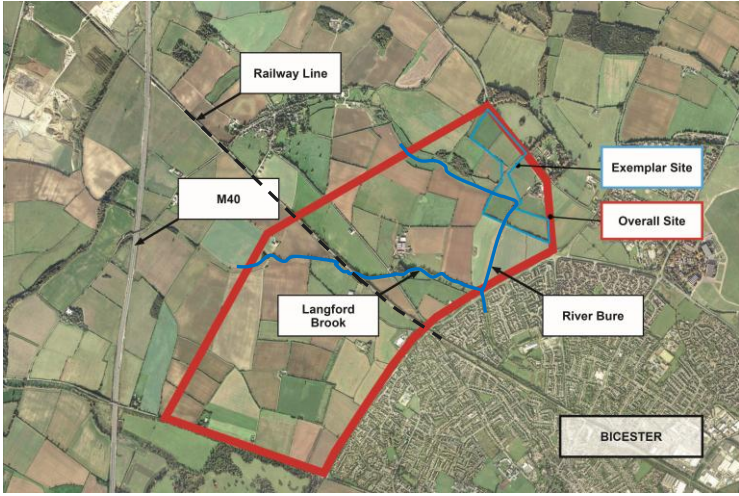 Railway Line
Exemplar Site
M40
Overall Site
Langford
Brook
River Bure
BICESTER